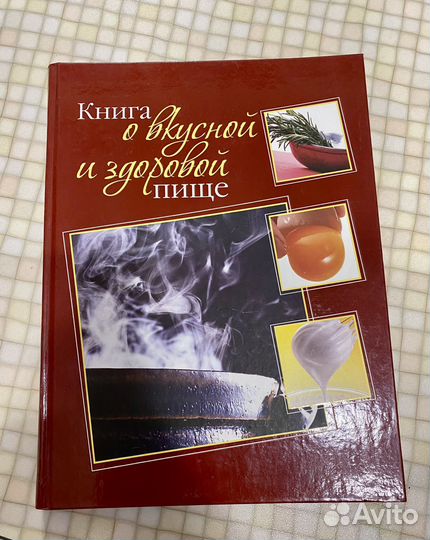 Книга
о вкусной
и здоровой
пище
Avito